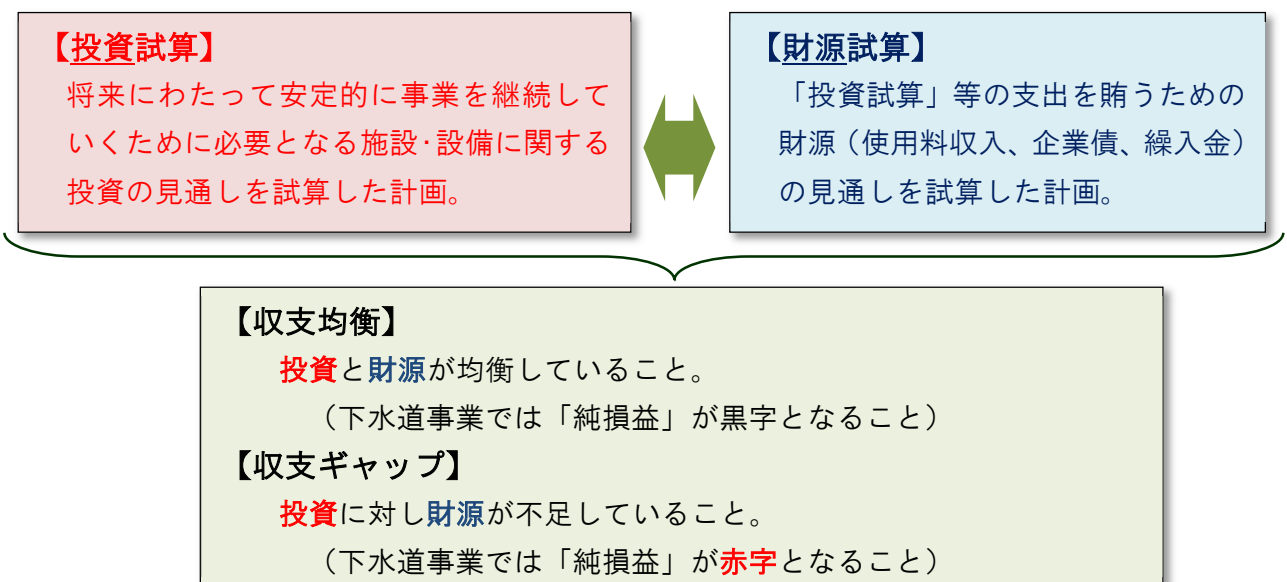 【投資試算】
将来にわたって安定的に事業を継続して
いくために必要となる施設・設備に関する
投資の見通しを試算した計画。
【財源試算】
「投資試算」等の支出を賄うための
財源（使用料収入、企業債、繰入金）
の見通しを試算した計画。
【収支均衡】
投資と財源が均衡していること。
（下水道事業では「純損益」が黒字となること）
【収支ギャップ】
投資に対し財源が不足していること。
（下水道事業では「純損益」が赤字となること）